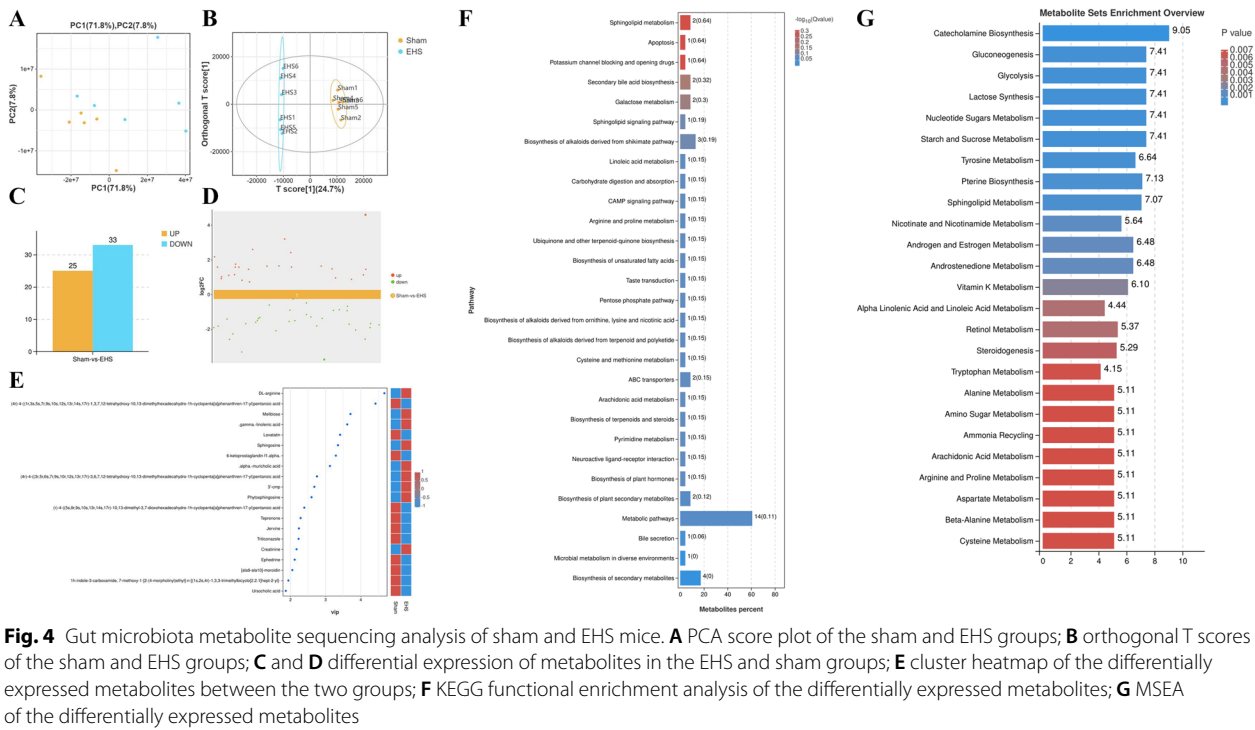 A
PC1(71.8%),PC2(7.8%)
PC2(7.8%)
1e+7
0
-1e+7
-2e+7 0 2e+7 4e+7
PC1(71.8%)
B
Orthogonal T score[1]
20000
0
-20000
EHS6
EHS4
EHS3
EHS1
EHS5
EHS2
Sham1
Sham5
Sham2
-20000 -10000 0 10000 20000
T score[1](24.7%)
Sham
EHS
C
30
20
10
0
25
33
Sham-vs-EHS
UP
DOWN
D
log2FC
4
2
0
-2
up
down
Sham-vs-EHS
E
DL-arginine
Melibiose
.gamma.-linolenic acid
Lovastatin
Sphingosine
6-ketoprostaglandin f1.alpha.
.alpha.-muricholic acid
3'-cmp
Phytosphingosine
Teprenone
Jervine
Triticonazole
Creatinine
Ephedrine
Ursocholic acid
2 3 4
vip
Sham
EHS
1
0.5
0
-0.5
-1
F
Pathway
Sphingolipid metabolism 2(0.64)
Apoptosis 1(0.64)
Potassium channel blocking and opening drugs 1(0.64)
Secondary bile acid biosynthesis 2(0.32)
Galactose metabolism 2(0.3)
Sphingolipid signaling pathway 1(0.19)
Biosynthesis of alkaloids derived from shikimate pathway 3(0.19)
Linoleic acid metabolism 1(0.15)
Carbohydrate digestion and absorption 1(0.15)
CAMP signaling pathway 1(0.15)
Arginine and proline metabolism 1(0.15)
Ubiquinone and other terpenoid-quinone biosynthesis 1(0.15)
Biosynthesis of unsaturated fatty acids 1(0.15)
Taste transduction 1(0.15)
Pentose phosphate pathway 1(0.15)
Biosynthesis of alkaloids derived from ornithine, lysine and nicotinic acid 1(0.15)
Biosynthesis of alkaloids derived from terpenoid and polyketide 1(0.15)
Cysteine and methionine metabolism 1(0.15)
ABC transporters 2(0.15)
Arachidonic acid metabolism 1(0.15)
Biosynthesis of terpenoids and steroids 1(0.15)
Pyrimidine metabolism 1(0.15)
Neuroactive ligand-receptor interaction 1(0.15)
Biosynthesis of plant hormones 1(0.15)
Biosynthesis of plant secondary metabolites 2(0.12)
Metabolic pathways 14(0.11)
Bile secretion 1(0.06)
Microbial metabolism in diverse environments 1(0)
Biosynthesis of secondary metabolites 4(0)
0 20 40 60 80
Metabolites percent
-log10(Qvalue)
0.3
0.25
0.2
0.15
0.1
0.05
G
Metabolite Sets Enrichment Overview
Catecholamine Biosynthesis 9.05
Gluconeogenesis 7.41
Glycolysis 7.41
Lactose Synthesis 7.41
Nucleotide Sugars Metabolism 7.41
Starch and Sucrose Metabolism 7.41
Tyrosine Metabolism 6.64
Pterine Biosynthesis 7.13
Sphingolipid Metabolism 7.07
Nicotinate and Nicotinamide Metabolism 5.64
Androgen and Estrogen Metabolism 6.48
Androstenedione Metabolism 6.48
Vitamin K Metabolism 6.10
Alpha Linolenic Acid and Linoleic Acid Metabolism 4.44
Retinol Metabolism 5.37
Steroidogenesis 5.29
Tryptophan Metabolism 4.15
Alanine Metabolism 5.11
Amino Sugar Metabolism 5.11
Ammonia Recycling 5.11
Arachidonic Acid Metabolism 5.11
Arginine and Proline Metabolism 5.11
Aspartate Metabolism 5.11
Beta-Alanine Metabolism 5.11
Cysteine Metabolism 5.11
0 2 4 6 8 10
P value
0.007
0.006
0.005
0.004
0.003
0.002
0.001
Fig. 4 Gut microbiota metabolite sequencing analysis of sham and EHS mice. A PCA score plot of the sham and EHS groups; B orthogonal T scores
of the sham and EHS groups; C and D differential expression of metabolites in the EHS and sham groups; E cluster heatmap of the differentially
expressed metabolites between the two groups; F KEGG functional enrichment analysis of the differentially expressed metabolites; G MSEA
of the differentially expressed metabolites